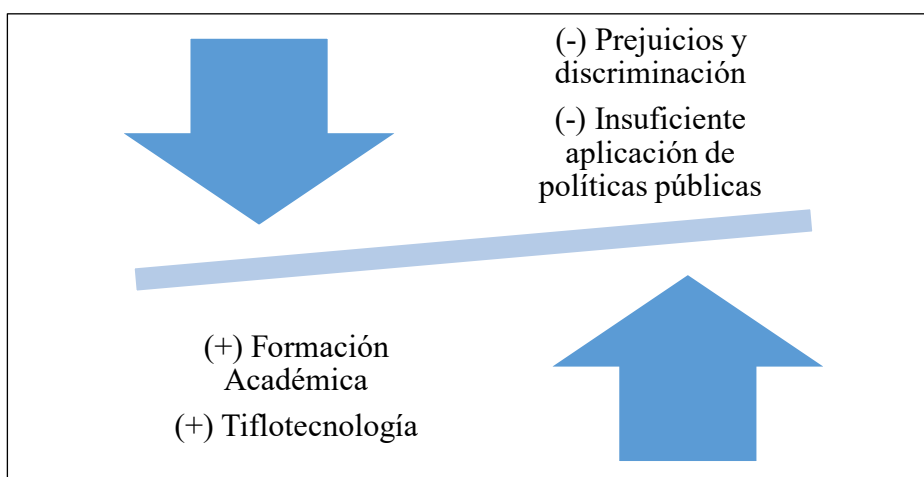 (-) Prejuicios y
discriminación
(-) Insuficiente
aplicación de
políticas públicas
(+) Formación
Académica
(+) Tiflotecnología